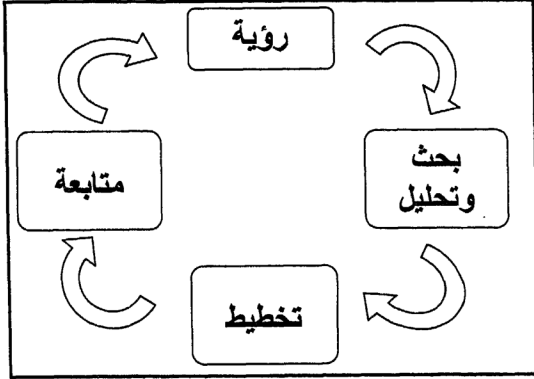 رؤية
بحث
وتحليل
تخطيط
متابعة